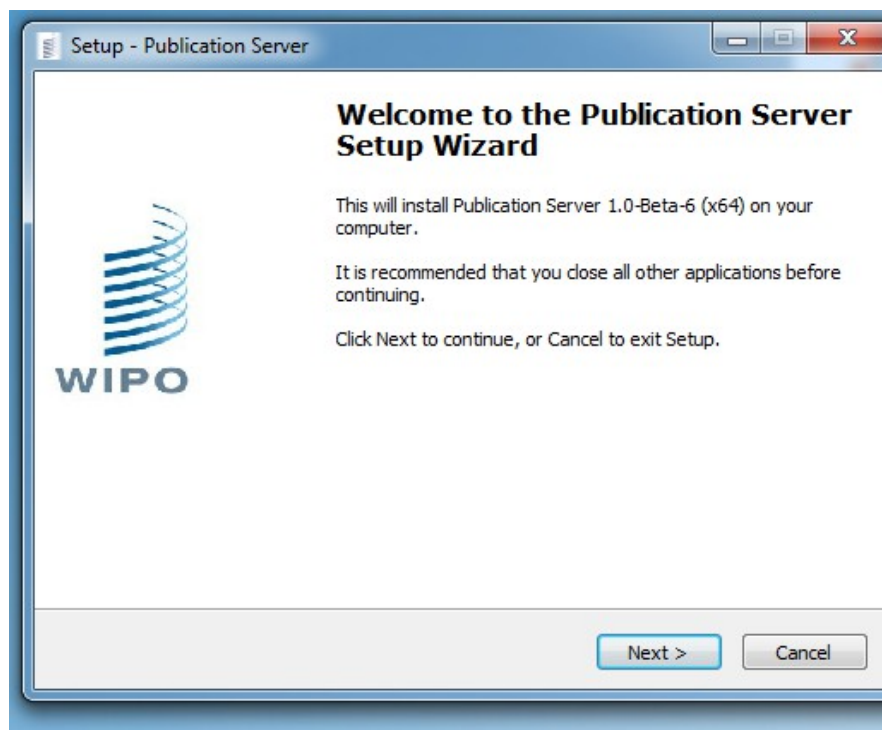 Setup - Publication Server
Welcome to the Publication Server
Setup Wizard
This will install Publication Server 1.0-Beta-6 (x64) on your
computer.
It is recommended that you close all other applications before
continuing.
Click Next to continue, or Cancel to exit Setup.
WIPO
Next >
Cancel